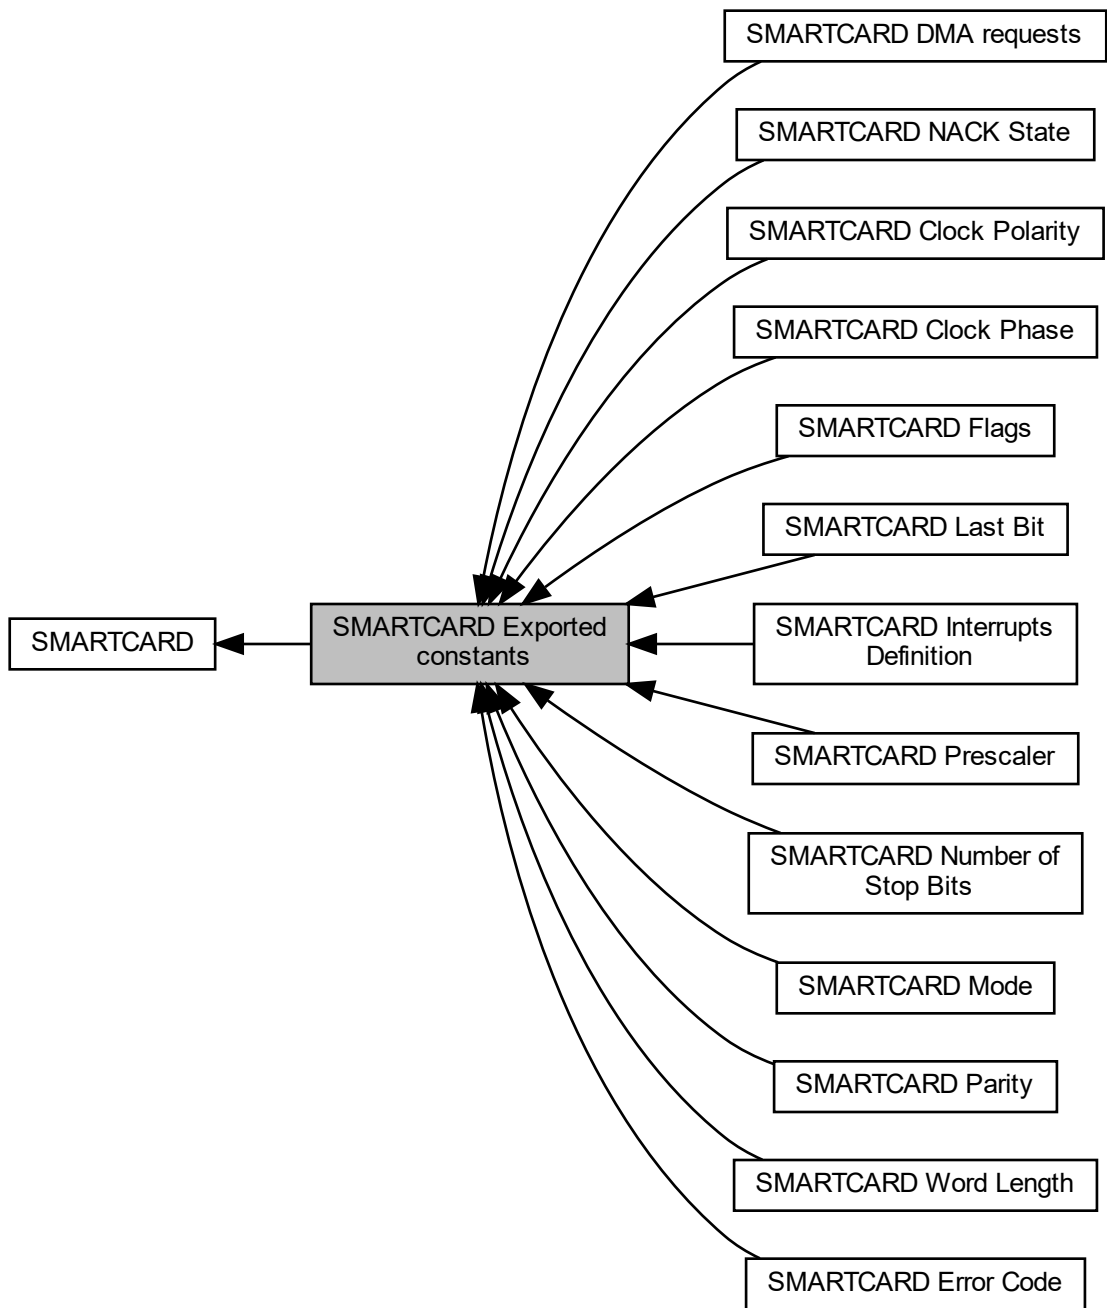 SMARTCARD DMA requests
SMARTCARD NACK State
SMARTCARD Clock Polarity
SMARTCARD Clock Phase
SMARTCARD Flags
SMARTCARD Last Bit
SMARTCARD
SMARTCARD Exported
constants
SMARTCARD Interrupts
Definition
SMARTCARD Prescaler
SMARTCARD Number of
Stop Bits
SMARTCARD Mode
SMARTCARD Parity
SMARTCARD Word Length
SMARTCARD Error Code